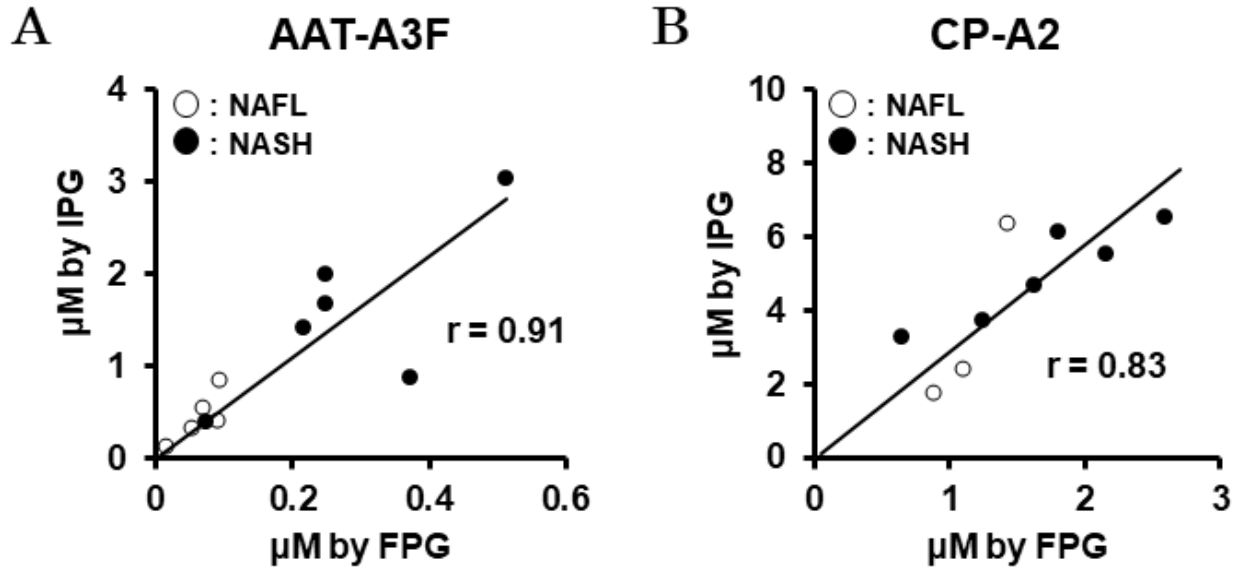 A
AAT-A3F
4
3
2
1
0
0
0.2
0.4
0.6
µM by IPG
µM by FPG
: NAFL
: NASH
r = 0.91
B
CP-A2
10
8
6
4
2
0
0
1
2
3
µM by IPG
µM by FPG
: NAFL
: NASH
r = 0.83